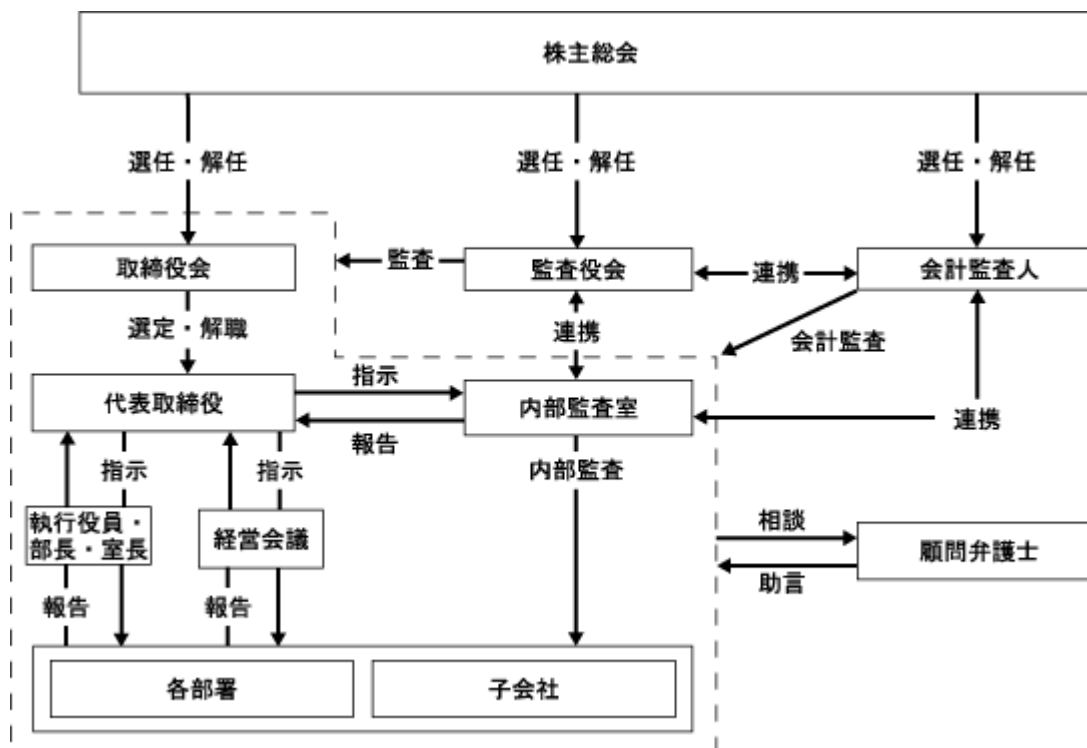 株主総会
選任・解任
選任・解任
選任・解任
取締役会
監査
監査役会
連携
会計監査人
選定・解職
連携
会計監査
代表取締役
指示
報告
内部監査室
連携
指示
指示
内部監査
執行役員・
部長・室長
経営会議
相談
助言
顧問弁護士
報告
報告
各部署
子会社